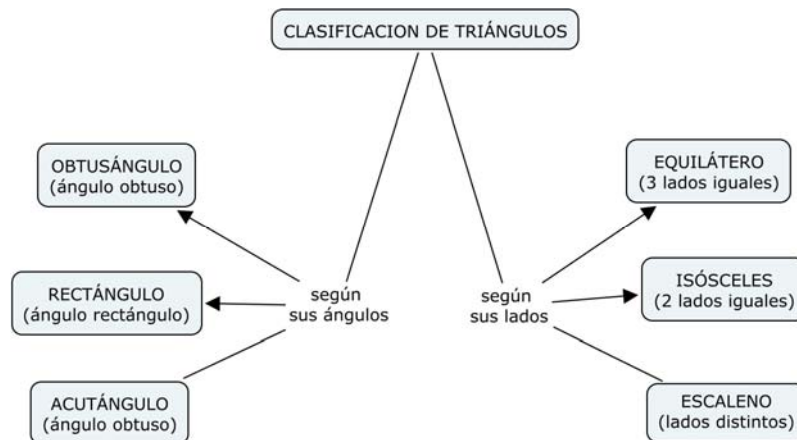 CLASIFICACION DE TRIÁNGULOS
OBTUSÁNGULO
(ángulo obtuso)
RECTÁNGULO
(ángulo rectángulo)
ACUTÁNGULO
(ángulo obtuso)
según
sus ángulos
según
sus lados
EQUILÁTERO
(3 lados iguales)
ISÓSCELES
(2 lados iguales)
ESCALENO
(lados distintos)